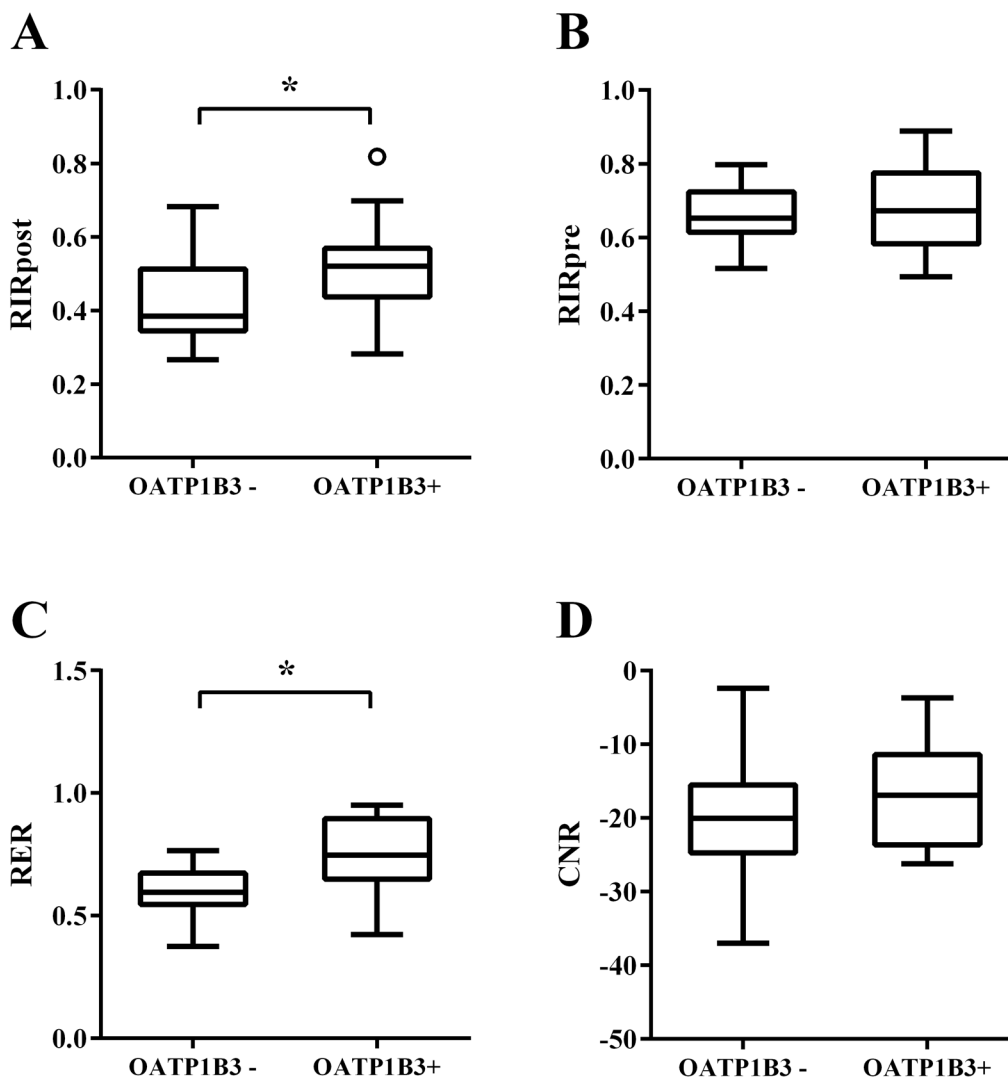 A
*
1.0
0.8
0.6
0.4
0.2
0.0
RIRpost
OATP1B3 -
OATP1B3+
B
1.0
0.8
0.6
0.4
0.2
0.0
RIRpre
OATP1B3 -
OATP1B3+
C
*
1.5
1.0
0.5
0.0
RER
OATP1B3 -
OATP1B3+
D
0
-10
-20
-30
-40
-50
CNR
OATP1B3 -
OATP1B3+